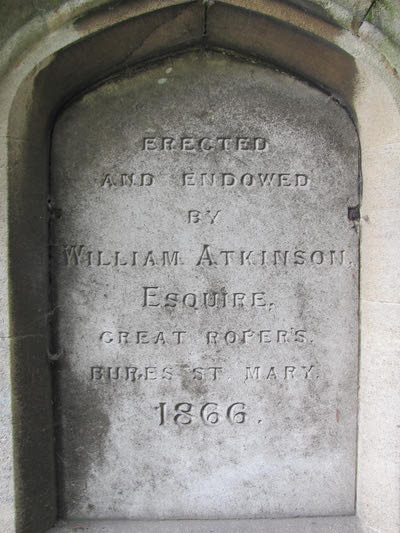 ERECTED
AND ENDOWED
BY
WILLIAM ATKINSON,
ESQUIRE,
GREAT ROPER'S.
BURES ST. MARY.
1866.